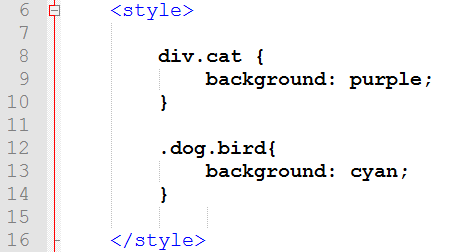 6 <style>
7
8 div.cat {
9 background: purple;
10 }
11
12 .dog.bird{
13 background: cyan;
14 }
15
16 </style>